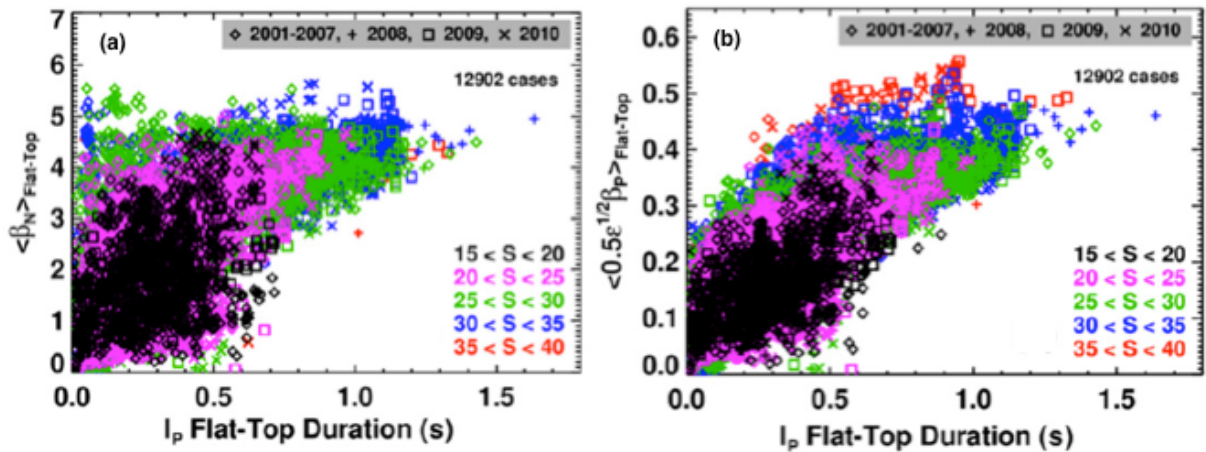 (a)
◇ 2001-2007, + 2008, □ 2009, × 2010
12902 cases
7
6
5
4
3
2
1
0
<β_N>_Flat-Top
15 < S < 20
20 < S < 25
25 < S < 30
30 < S < 35
35 < S < 40
0.0 0.5 1.0 1.5
I_P Flat-Top Duration (s)
(b)
◇ 2001-2007, + 2008, □ 2009, × 2010
12902 cases
0.6
0.5
0.4
0.3
0.2
0.1
0.0
<0.5ε^1/2β_P>_Flat-Top
15 < S < 20
20 < S < 25
25 < S < 30
30 < S < 35
35 < S < 40
0.0 0.5 1.0 1.5
I_P Flat-Top Duration (s)